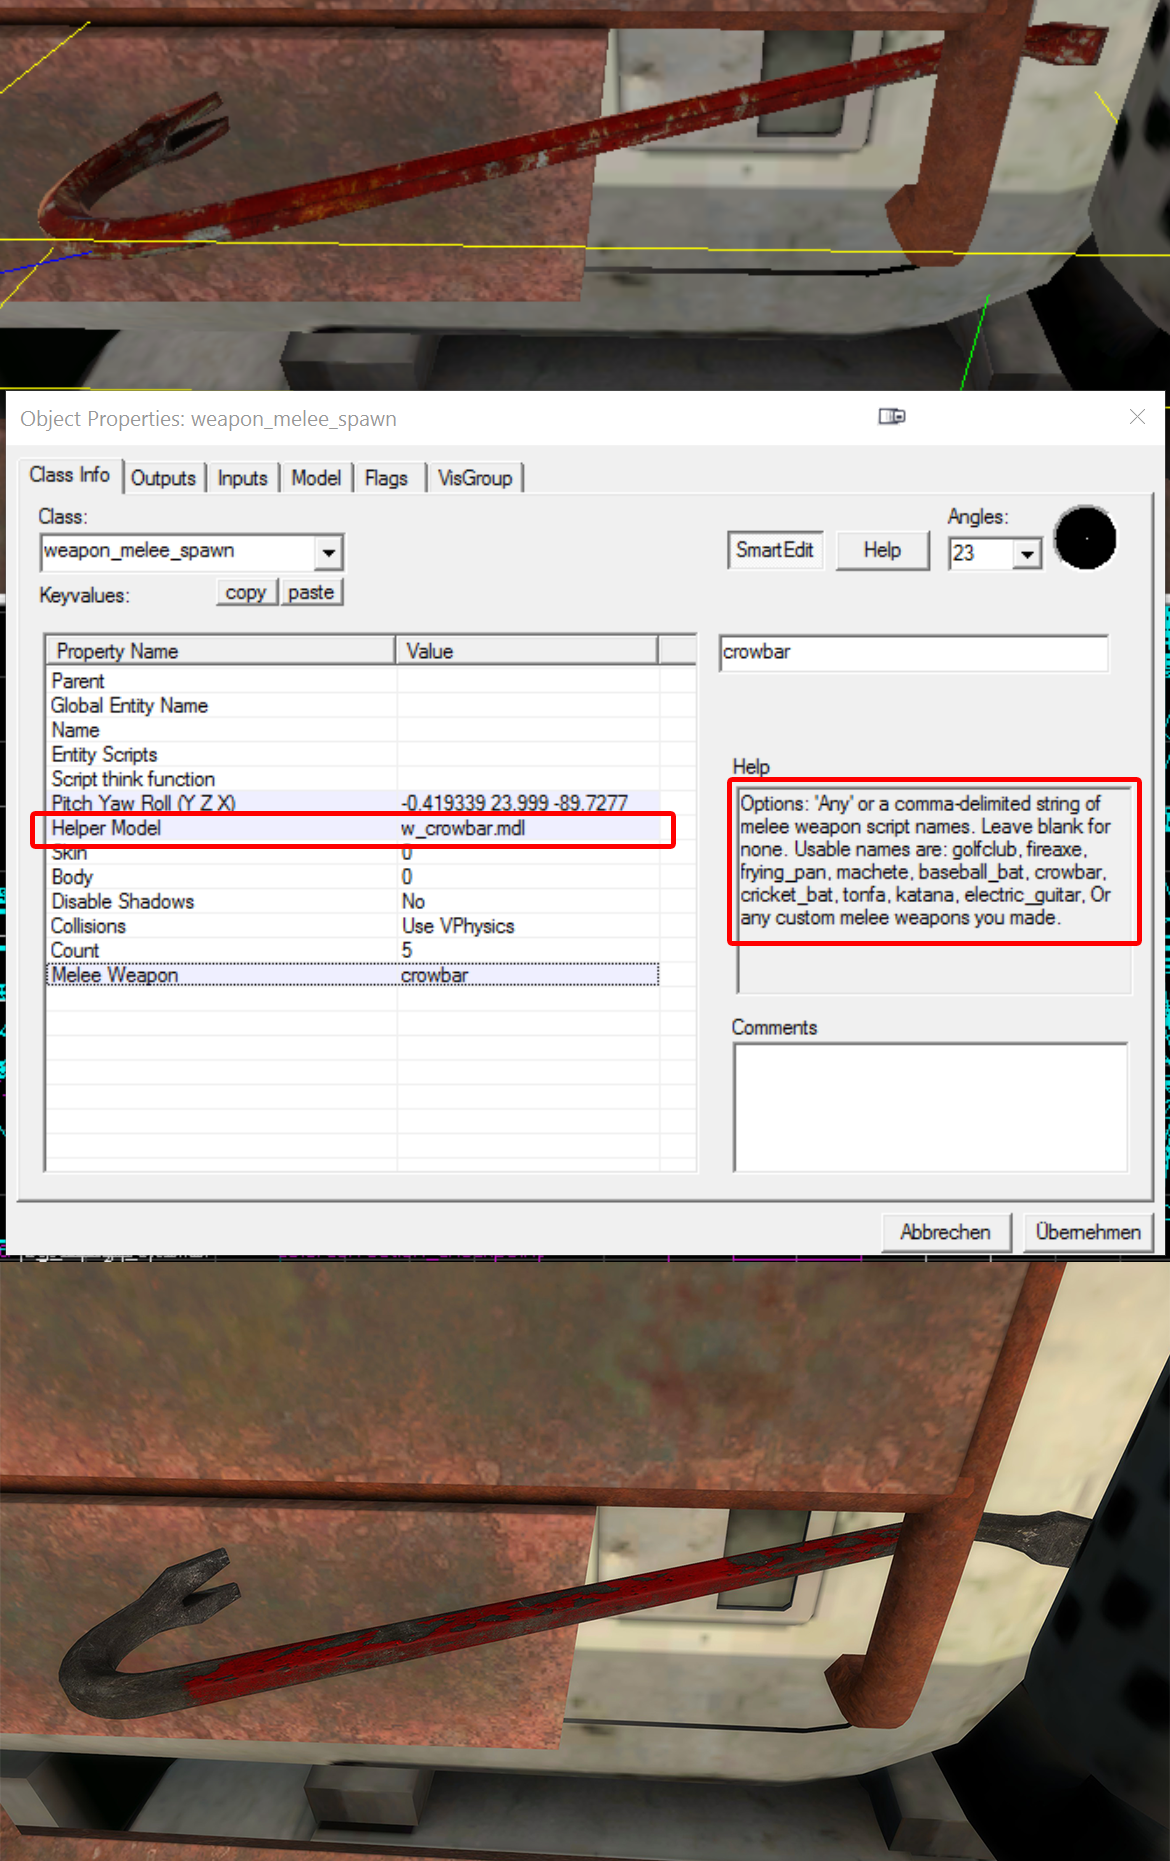 Object Properties: weapon_melee_spawn
Class Info Outputs Inputs Model Flags VisGroup
Class:
weapon_melee_spawn
SmartEdit
Help
Angles:
23
Keyvalues:
copy
paste
Property Name Value
Parent
Global Entity Name
Name
Entity Scripts
Script think function
Pitch Yaw Roll (Y Z X) -0.419339 23.999 -89.7277
Helper Model w_crowbar.mdl
Skin 0
Body 0
Disable Shadows No
Collisions Use VPhysics
Count 5
Melee Weapon crowbar
crowbar
Help
Options: 'Any' or a comma-delimited string of
melee weapon script names. Leave blank for
none. Usable names are: golfclub, fireaxe,
frying_pan, machete, baseball_bat, crowbar,
cricket_bat, tonfa, katana, electric_guitar, Or
any custom melee weapons you made.
Comments
Abbrechen
Übernehmen